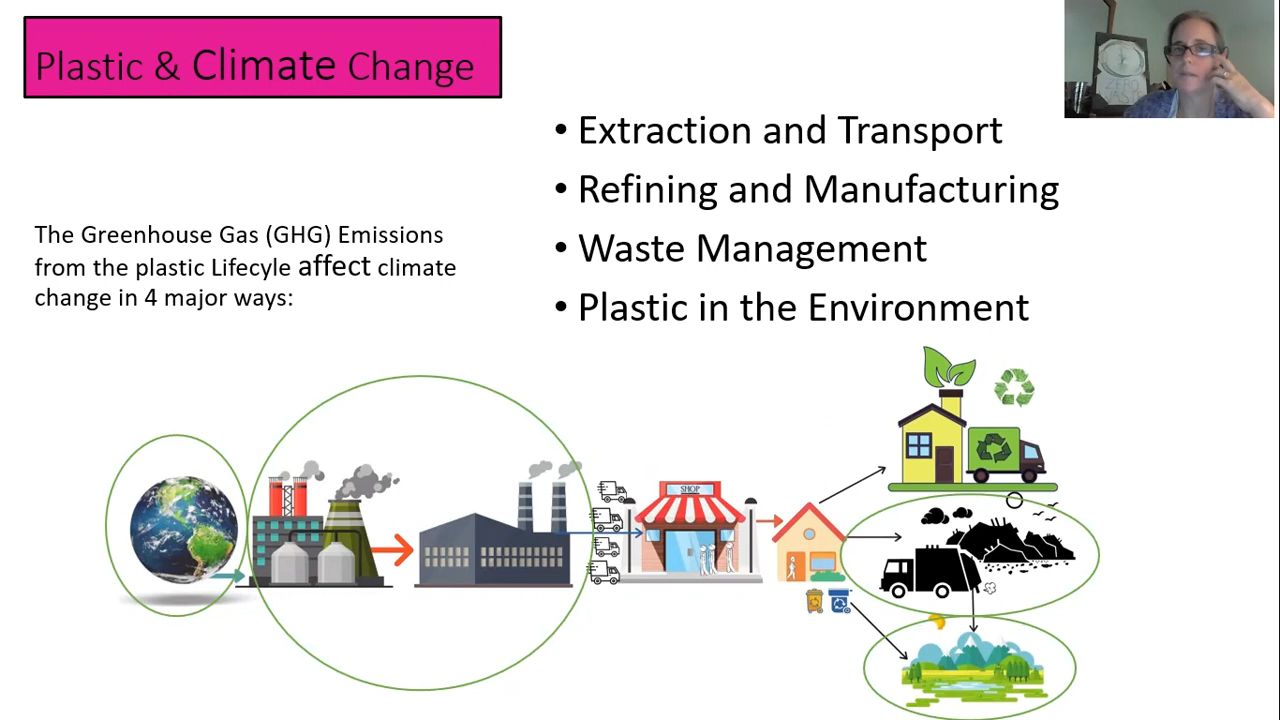 Plastic & Climate Change
• Extraction and Transport
• Refining and Manufacturing
• Waste Management
• Plastic in the Environment
The Greenhouse Gas (GHG) Emissions
from the plastic Lifecyle affect climate
change in 4 major ways:
SHOP